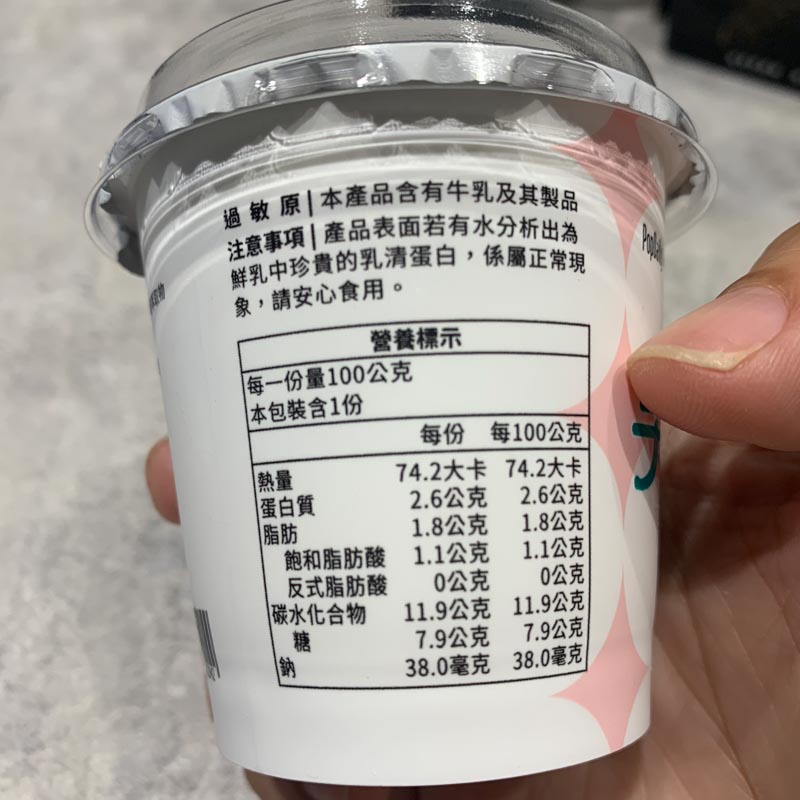 過敏原|本產品含有牛乳及其製品
注意事項|產品表面若有水分析出為
鮮乳中珍貴的乳清蛋白，係屬正常現
象，請安心食用。
營養標示
每一份量100公克
本包裝含1份
每份 每100公克
熱量 74.2大卡 74.2大卡
蛋白質 2.6公克 2.6公克
脂肪 1.8公克 1.8公克
飽和脂肪酸 1.1公克 1.1公克
反式脂肪酸 0公克 0公克
碳水化合物 11.9公克 11.9公克
糖 7.9公克 7.9公克
鈉 38.0毫克 38.0毫克